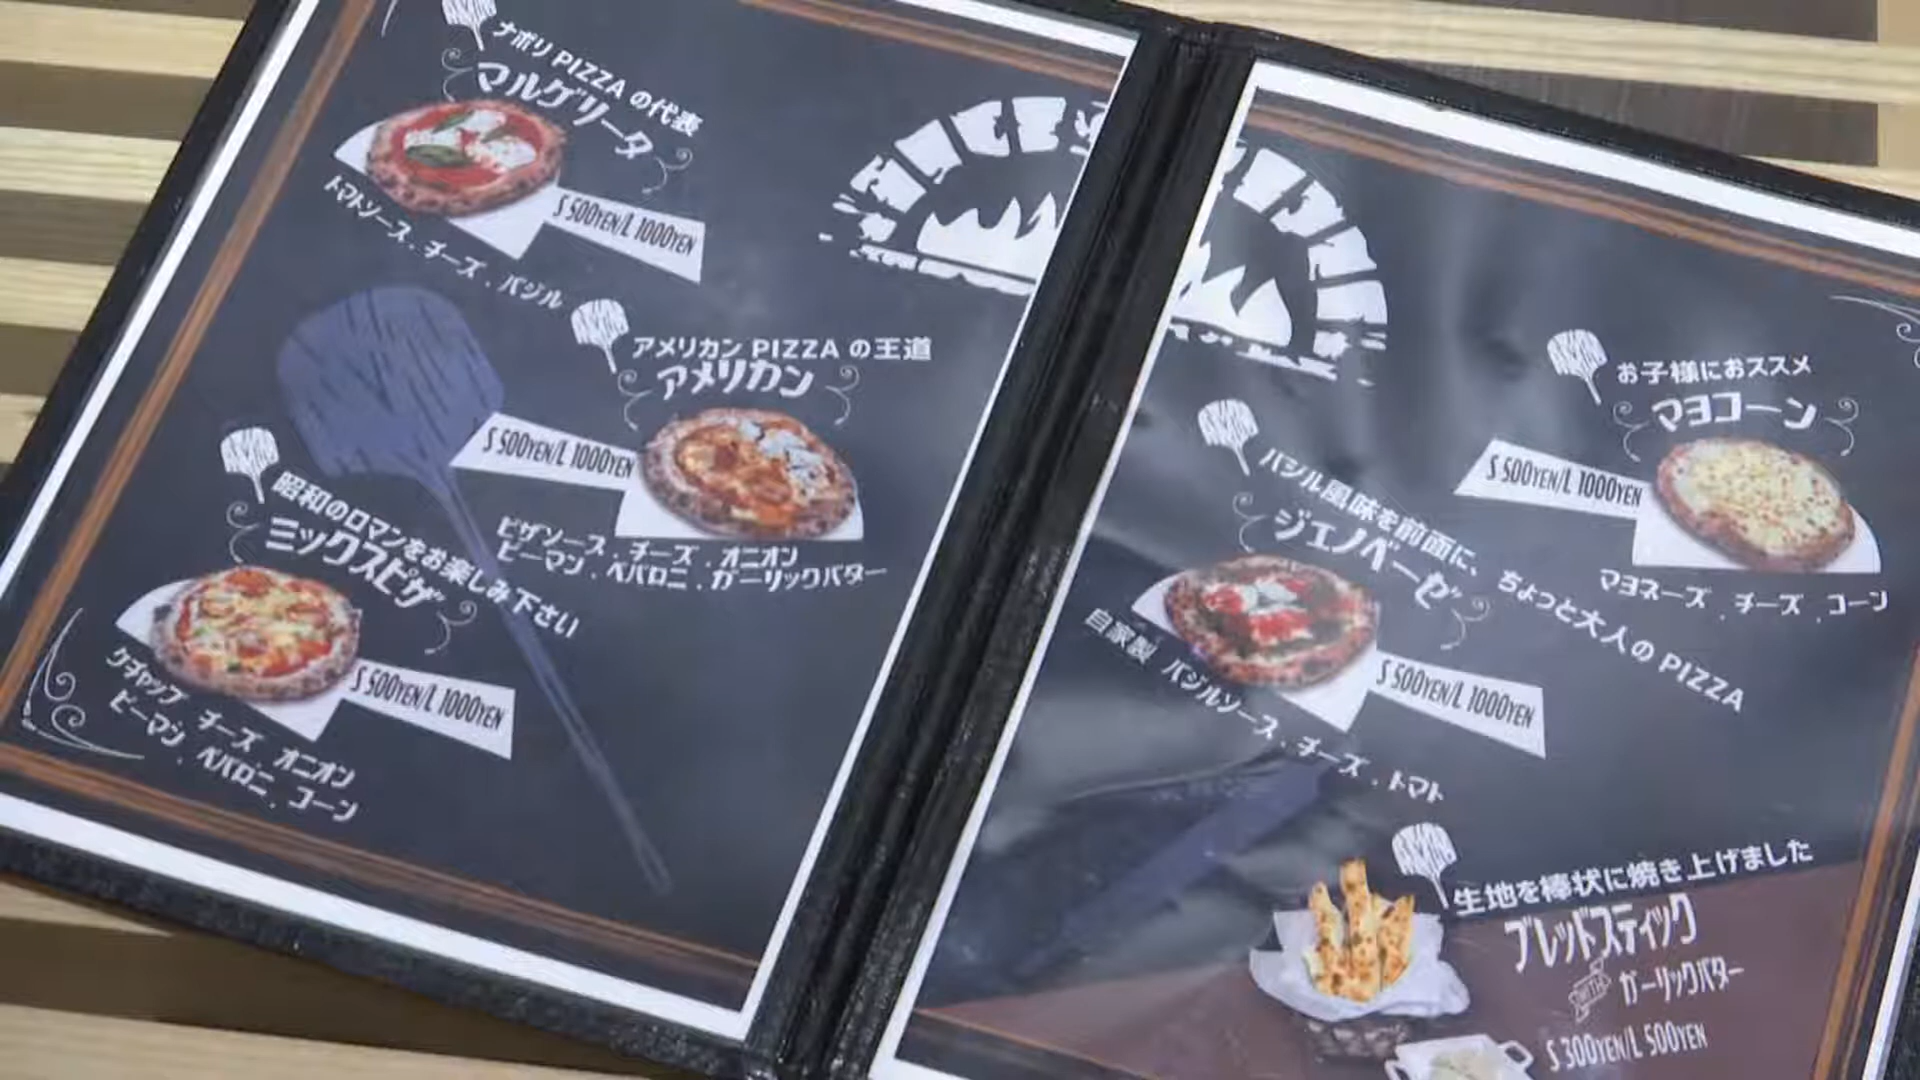 ナポリ PIZZA の代表
マルゲリータ
S 500YEN/L 1000YEN
トマトソース . チーズ . バジル
アメリカン PIZZA の王道
アメリカン
S 500YEN/L 1000YEN
ピザソース . チーズ . オニオン
ピーマン . ペパロニ . ガーリックバター
昭和のロマンをお楽しみ下さい
ミックスピザ
S 500YEN/L 1000YEN
ケチャップ チーズ . オニオン
ピーマン . ペパロニ . コーン
お子様におススメ
マヨコーン
S 500YEN/L 1000YEN
マヨネーズ . チーズ . コーン
バジル風味を前面に、ちょっと大人の PIZZA
ジェノベーゼ
S 500YEN/L 1000YEN
自家製 バジルソース . チーズ . トマト
生地を棒状に焼き上げました
ブレッドスティック
WITH ガーリックバター
S 300YEN/L 500YEN